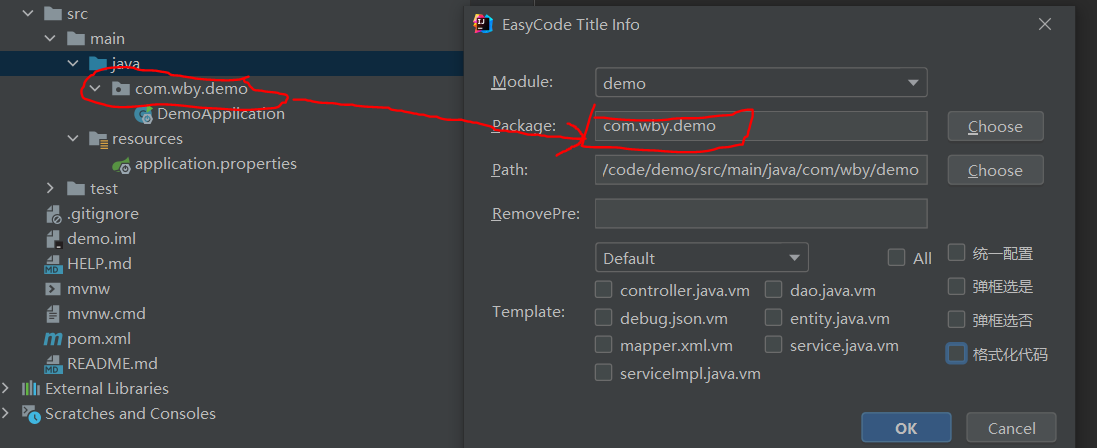 src
main
java
com.wby.demo
DemoApplication
resources
application.properties
test
.gitignore
demo.iml
HELP.md
mvnw
mvnw.cmd
pom.xml
README.md
External Libraries
Scratches and Consoles
EasyCode Title Info
Module: demo
Package: com.wby.demo Choose
Path: /code/demo/src/main/java/com/wby/demo Choose
RemovePre:
Default All 统一配置
controller.java.vm dao.java.vm 弹框选是
Template: debug.json.vm entity.java.vm 弹框选否
mapper.xml.vm service.java.vm 格式化代码
serviceImpl.java.vm
OK Cancel